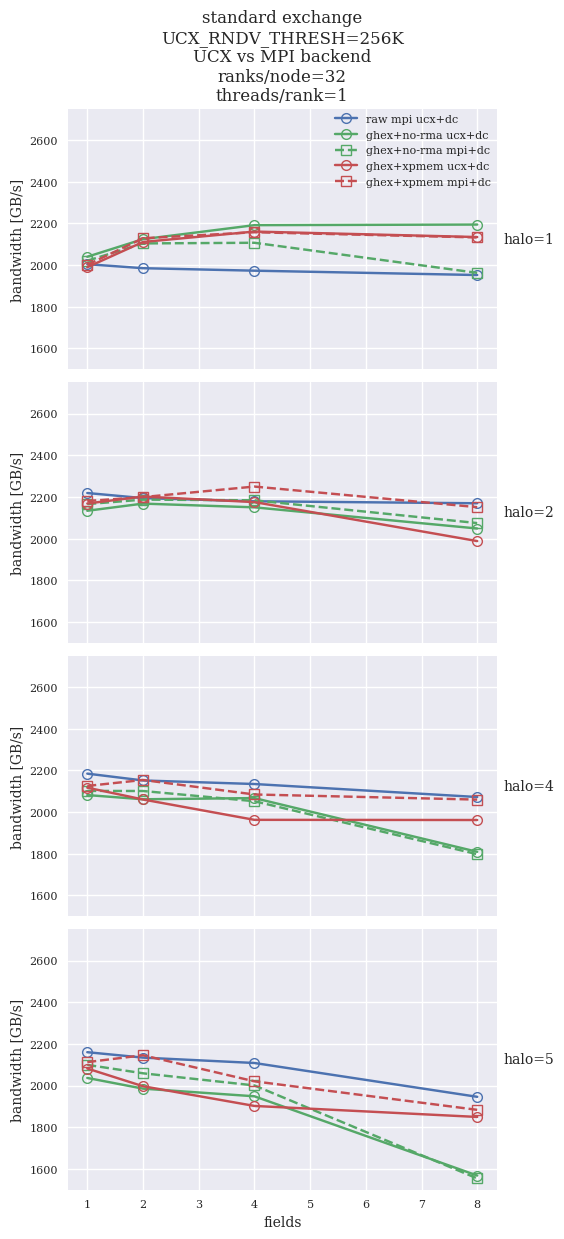 standard exchange
UCX_RNDV_THRESH=256K
UCX vs MPI backend
ranks/node=32
threads/rank=1
raw mpi ucx+dc
ghex+no-rma ucx+dc
ghex+no-rma mpi+dc
ghex+xpmem ucx+dc
ghex+xpmem mpi+dc
2600
2400
2200
2000
1800
1600
bandwidth [GB/s]
halo=1
2600
2400
2200
2000
1800
1600
bandwidth [GB/s]
halo=2
2600
2400
2200
2000
1800
1600
bandwidth [GB/s]
halo=4
2600
2400
2200
2000
1800
1600
bandwidth [GB/s]
halo=5
1 2 3 4 5 6 7 8
fields